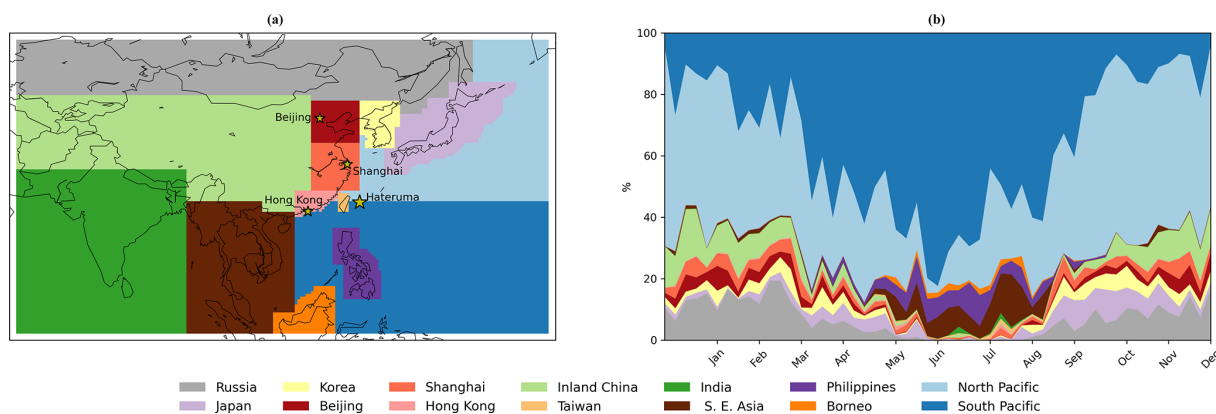 (a)
(b)
Beijing
Shanghai
Hong Kong
Hateruma
%
100
80
60
40
20
0
Jan Feb Mar Apr May Jun Jul Aug Sep Oct Nov Dec
Russia Korea Shanghai Inland China India Philippines North Pacific
Japan Beijing Hong Kong Taiwan S. E. Asia Borneo South Pacific